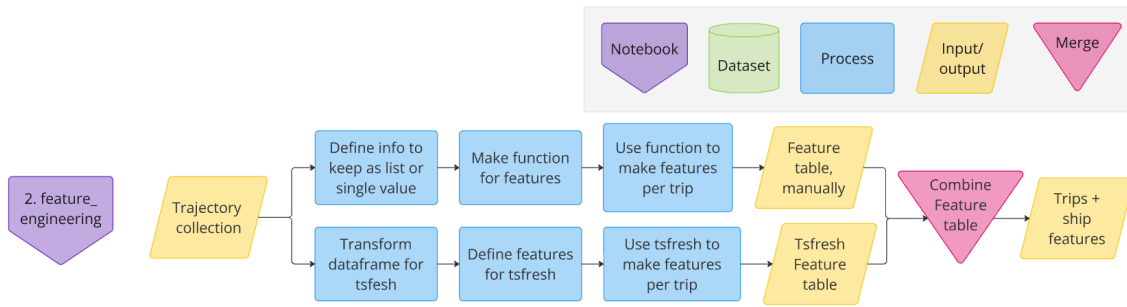 Notebook
Dataset
Process
Input/
output
Merge
2. feature_
engineering
Trajectory
collection
Define info to
keep as list or
single value
Make function
for features
Use function to
make features
per trip
Feature
table,
manually
Transform
dataframe for
tsfesh
Define features
for tsfresh
Use tsfresh to
make features
per trip
Tsfresh
Feature
table
Combine
Feature
table
Trips +
ship
features